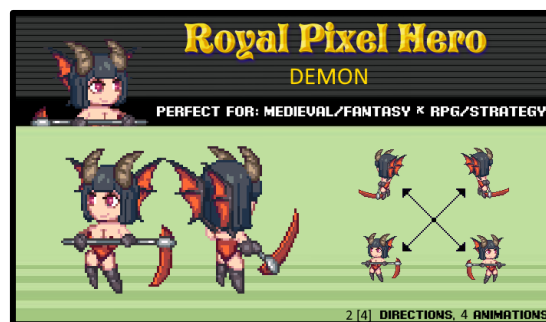 Royal Pixel Hero
DEMON
PERFECT FOR: MEDIEVAL/FANTASY * RPG/STRATEGY
2 [4] DIRECTIONS, 4 ANIMATIONS